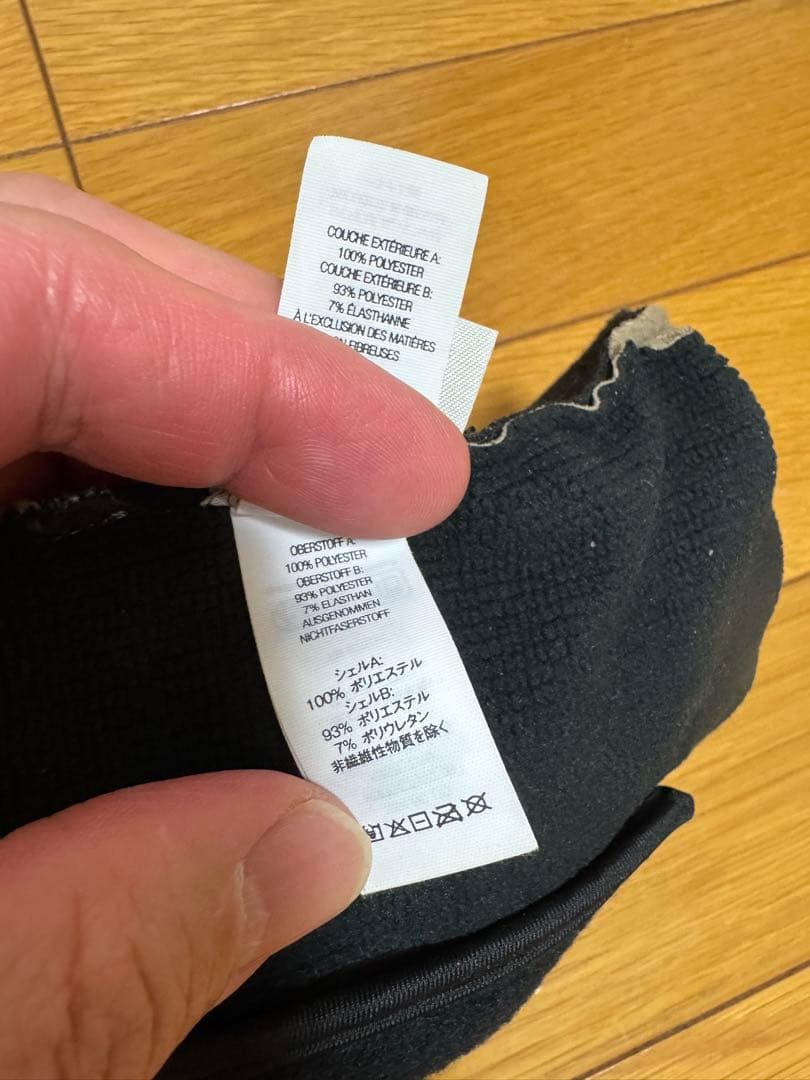 COUCHE EXTÉRIEURE A:
100% POLYESTER
COUCHE EXTÉRIEURE B:
93% POLYESTER
7% ÉLASTHANNE
À L'EXCLUSION DES MATIÈRES
FIBREUSES
OBERSTOFF A:
100% POLYESTER
OBERSTOFF B:
93% POLYESTER
7% ELASTHAN
AUSGENOMMEN
NICHTFASERSTOFF
シェルA:
100% ポリエステル
シェルB:
93% ポリエステル
7% ポリウレタン
非繊維性物質を除く